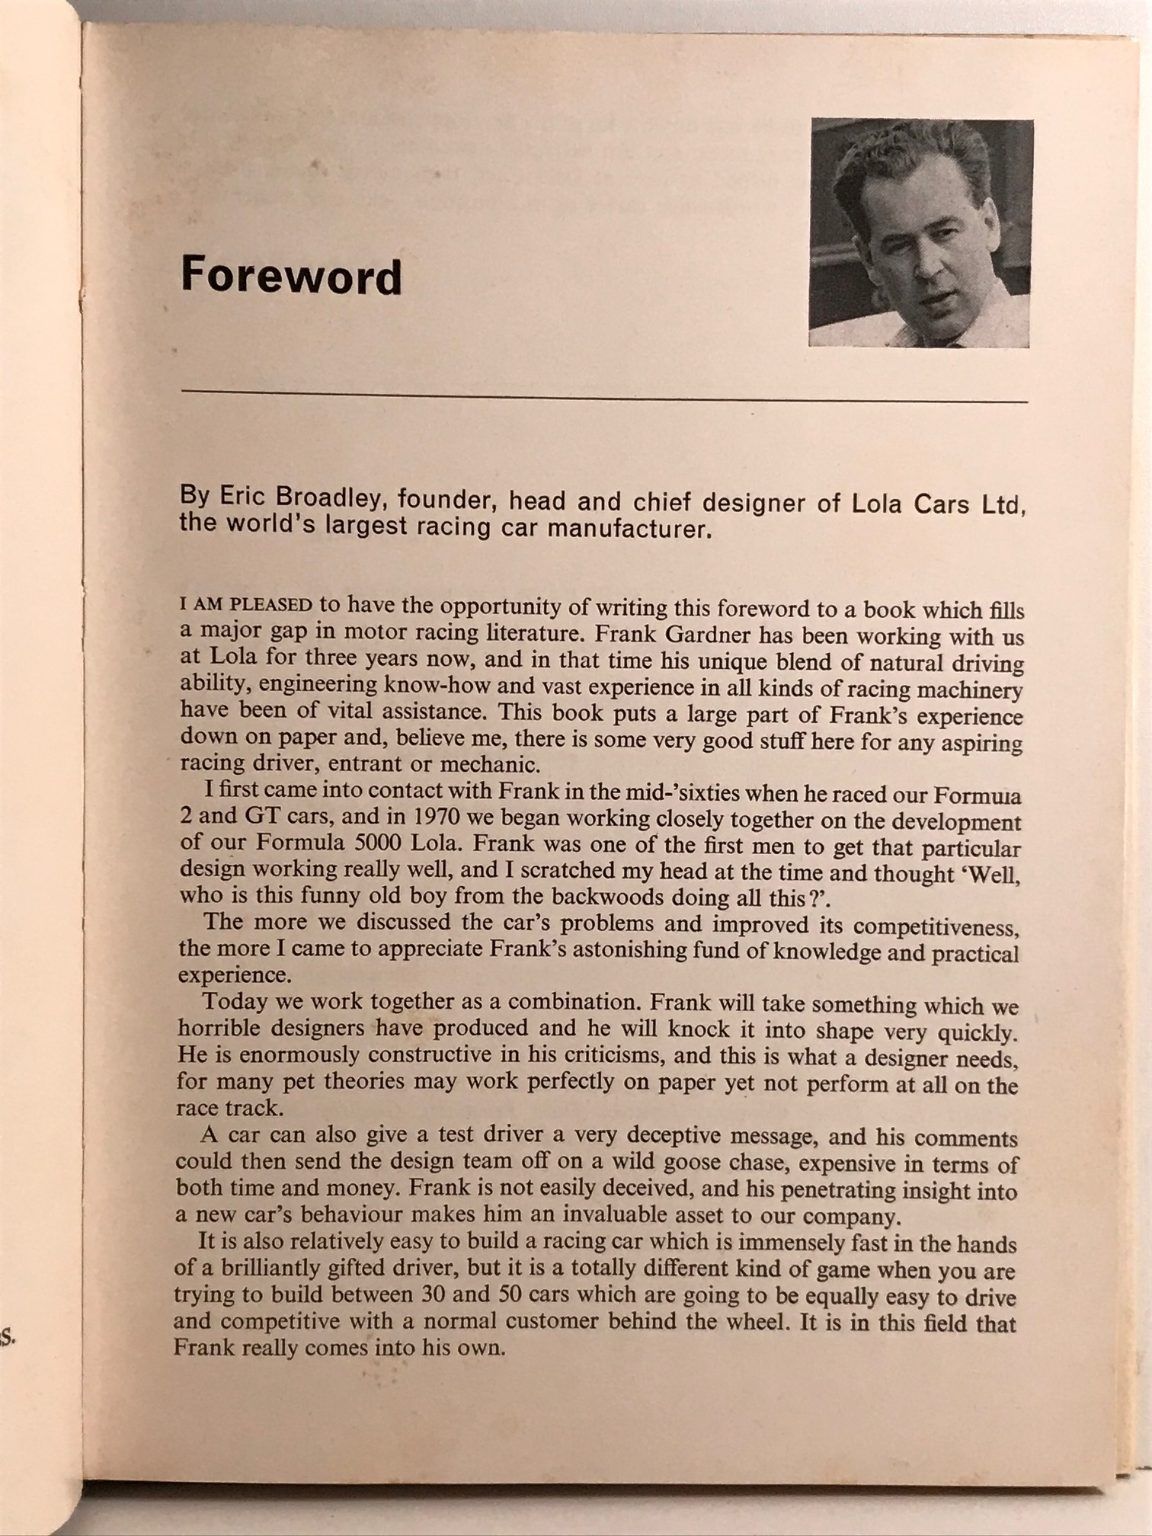 Foreword
By Eric Broadley, founder, head and chief designer of Lola Cars Ltd,
the world's largest racing car manufacturer.
I AM PLEASED to have the opportunity of writing this foreword to a book which fills
a major gap in motor racing literature. Frank Gardner has been working with us
at Lola for three years now, and in that time his unique blend of natural driving
ability, engineering know-how and vast experience in all kinds of racing machinery
have been of vital assistance. This book puts a large part of Frank's experience
down on paper and, believe me, there is some very good stuff here for any aspiring
racing driver, entrant or mechanic.
I first came into contact with Frank in the mid-'sixties when he raced our Formula
2 and GT cars, and in 1970 we began working closely together on the development
of our Formula 5000 Lola. Frank was one of the first men to get that particular
design working really well, and I scratched my head at the time and thought 'Well,
who is this funny old boy from the backwoods doing all this?'.
The more we discussed the car's problems and improved its competitiveness,
the more I came to appreciate Frank's astonishing fund of knowledge and practical
experience.
Today we work together as a combination. Frank will take something which we
horrible designers have produced and he will knock it into shape very quickly.
He is enormously constructive in his criticisms, and this is what a designer needs,
for many pet theories may work perfectly on paper yet not perform at all on the
race track.
A car can also give a test driver a very deceptive message, and his comments
could then send the design team off on a wild goose chase, expensive in terms of
both time and money. Frank is not easily deceived, and his penetrating insight into
a new car's behaviour makes him an invaluable asset to our company.
It is also relatively easy to build a racing car which is immensely fast in the hands
of a brilliantly gifted driver, but it is a totally different kind of game when you are
trying to build between 30 and 50 cars which are going to be equally easy to drive
and competitive with a normal customer behind the wheel. It is in this field that
Frank really comes into his own.